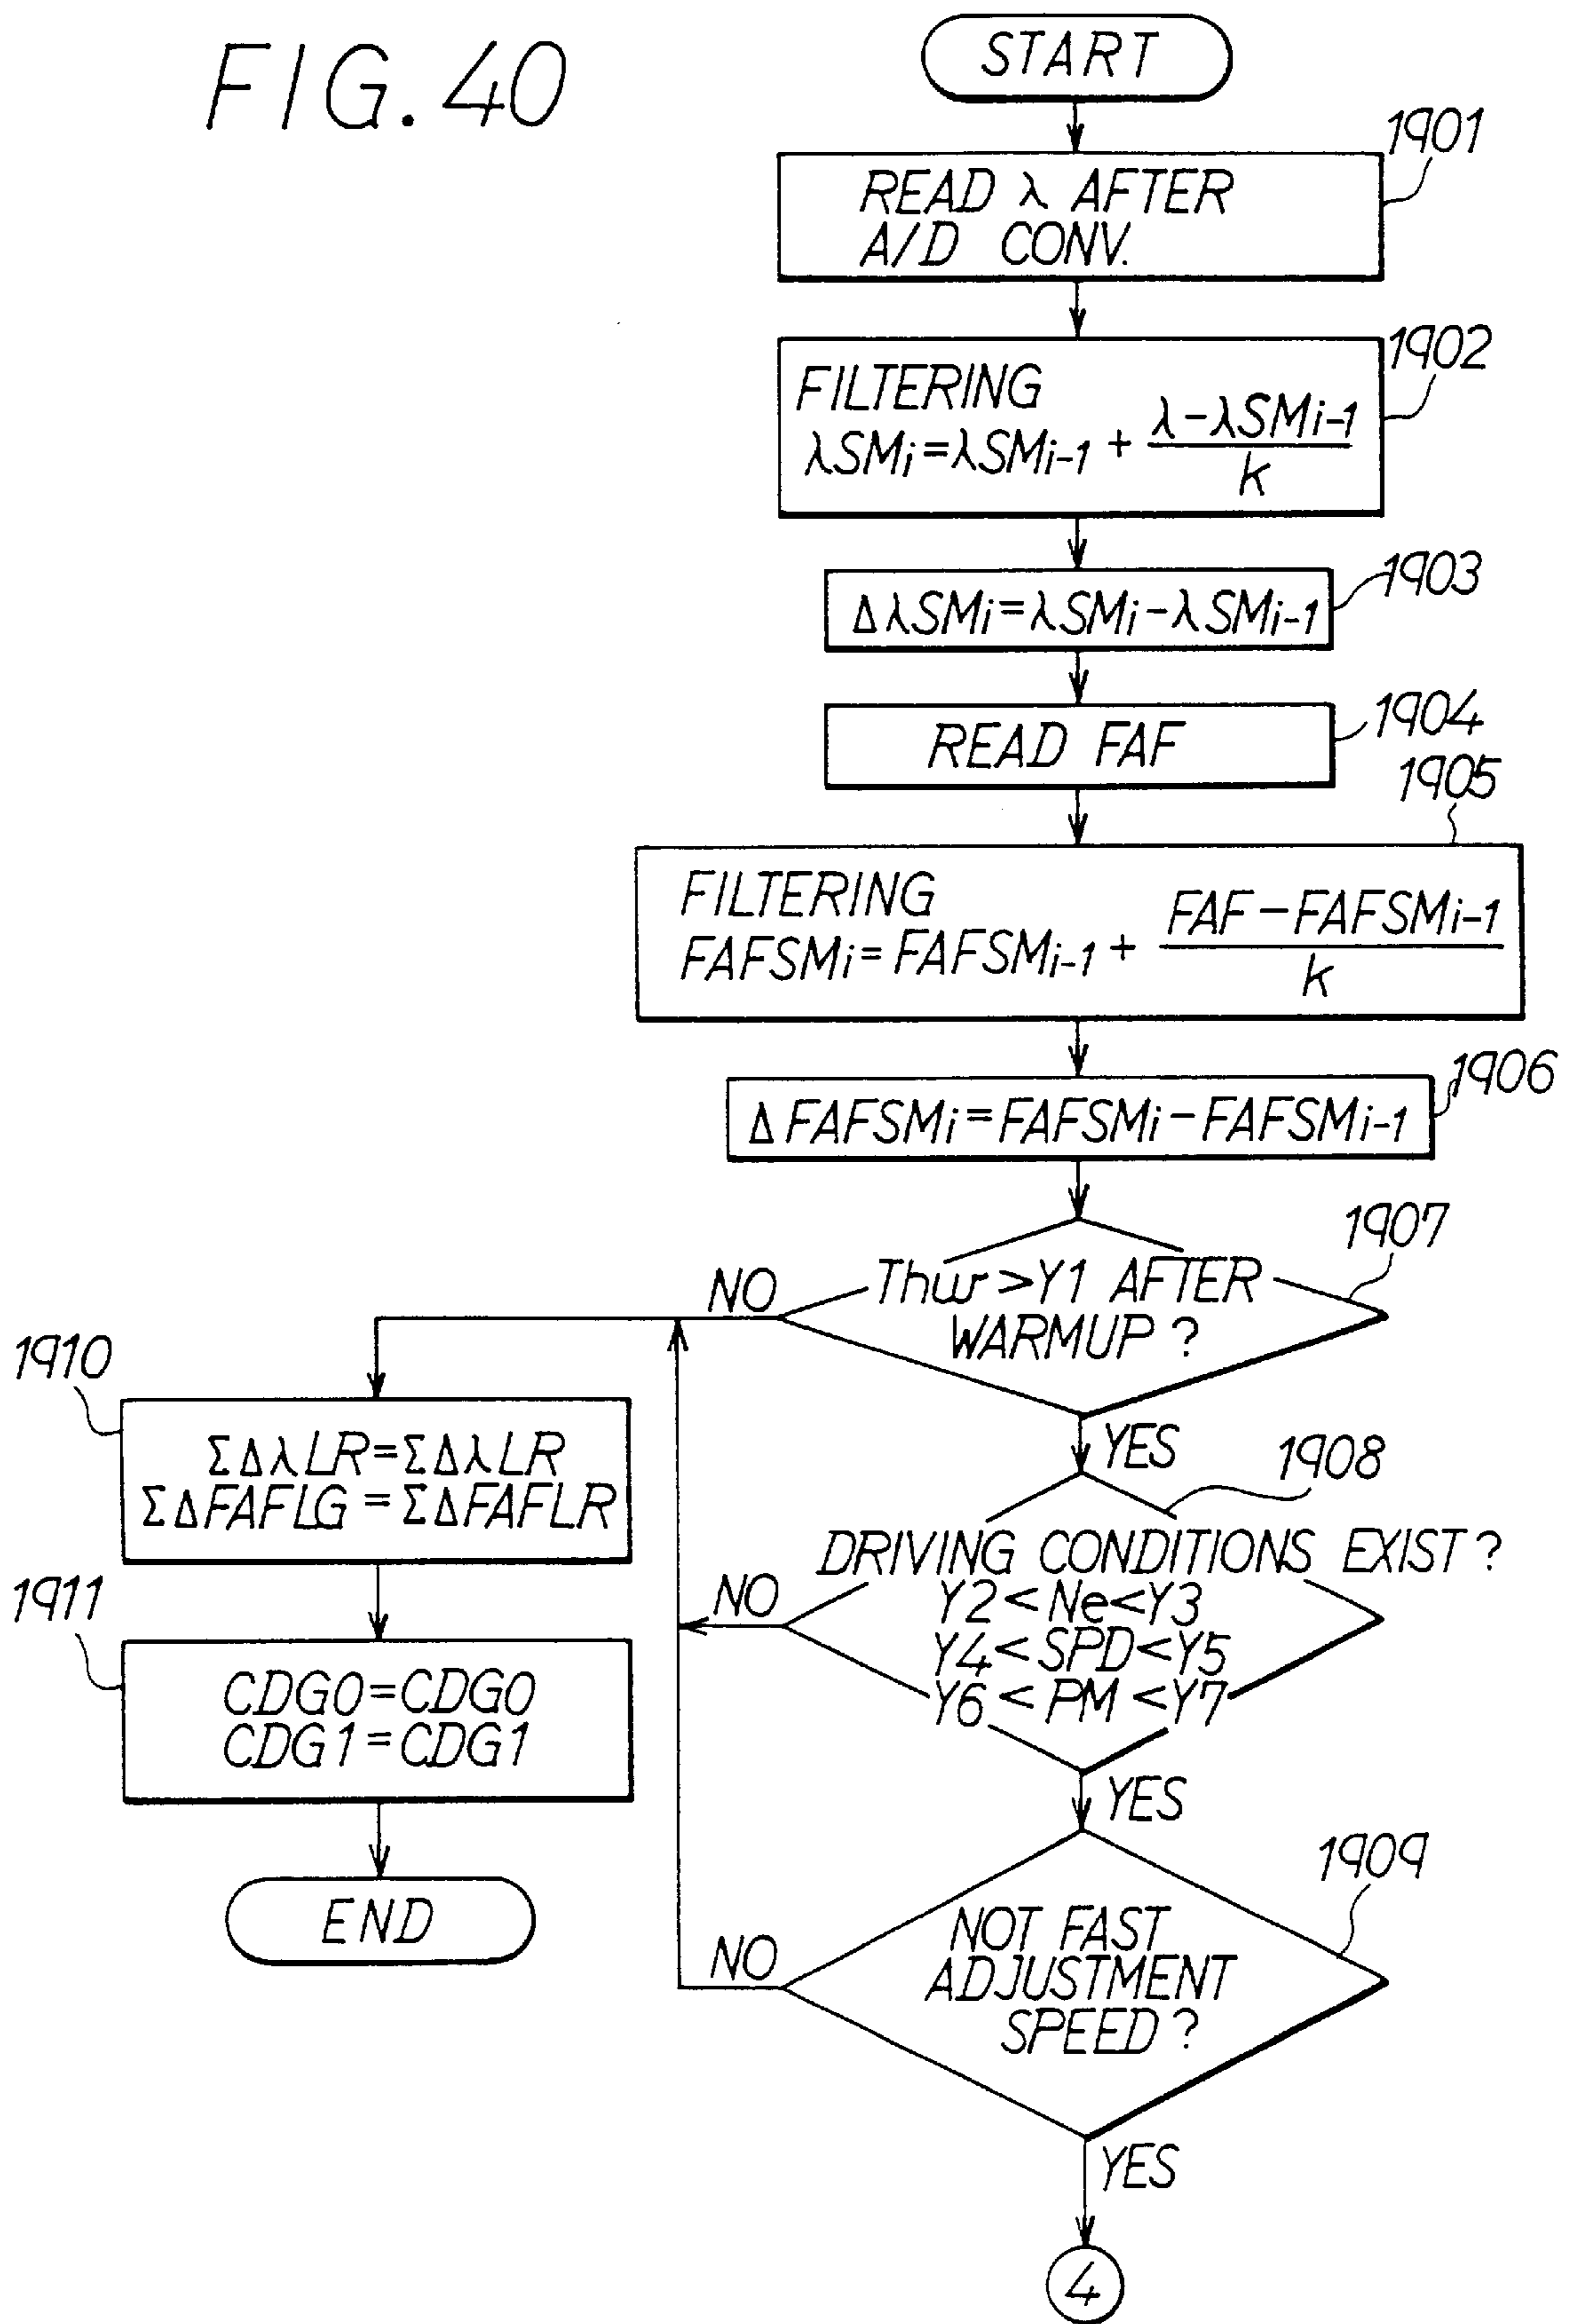 FIG. 40
START
1901
READ λ AFTER
A/D CONV.
1902
FILTERING
λSMi=λSMi-1 + (λ-λSMi-1)/k
1903
ΔλSMi=λSMi-λSMi-1
1904
READ FAF
1905
FILTERING
FAFSMi=FAFSMi-1 + (FAF-FAFSMi-1)/k
1906
ΔFAFSMi=FAFSMi-FAFSMi-1
1907
Thw>Y1 AFTER
WARMUP?
NO
YES
1908
DRIVING CONDITIONS EXIST?
Y2<Ne<Y3
Y4<SPD<Y5
Y6<PM<Y7
NO
YES
1909
NOT FAST
ADJUSTMENT
SPEED?
NO
YES
4
1910
ΣΔλLR=ΣΔλLR
ΣΔFAFLG=ΣΔFAFLR
1911
CDG0=CDG0
CDG1=CDG1
END